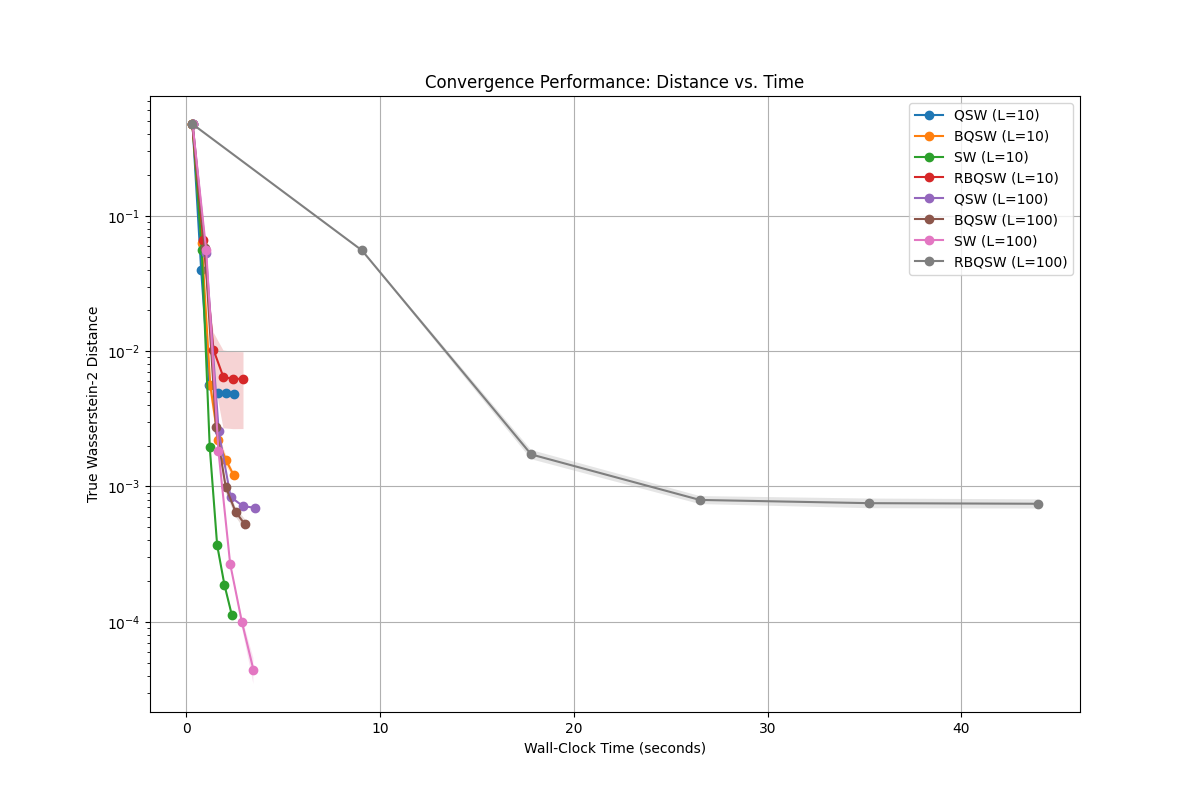 Convergence Performance: Distance vs. Time
True Wasserstein-2 Distance
10⁻¹
10⁻²
10⁻³
10⁻⁴
QSW (L=10)
BQSW (L=10)
SW (L=10)
RBQSW (L=10)
QSW (L=100)
BQSW (L=100)
SW (L=100)
RBQSW (L=100)
0 10 20 30 40
Wall-Clock Time (seconds)